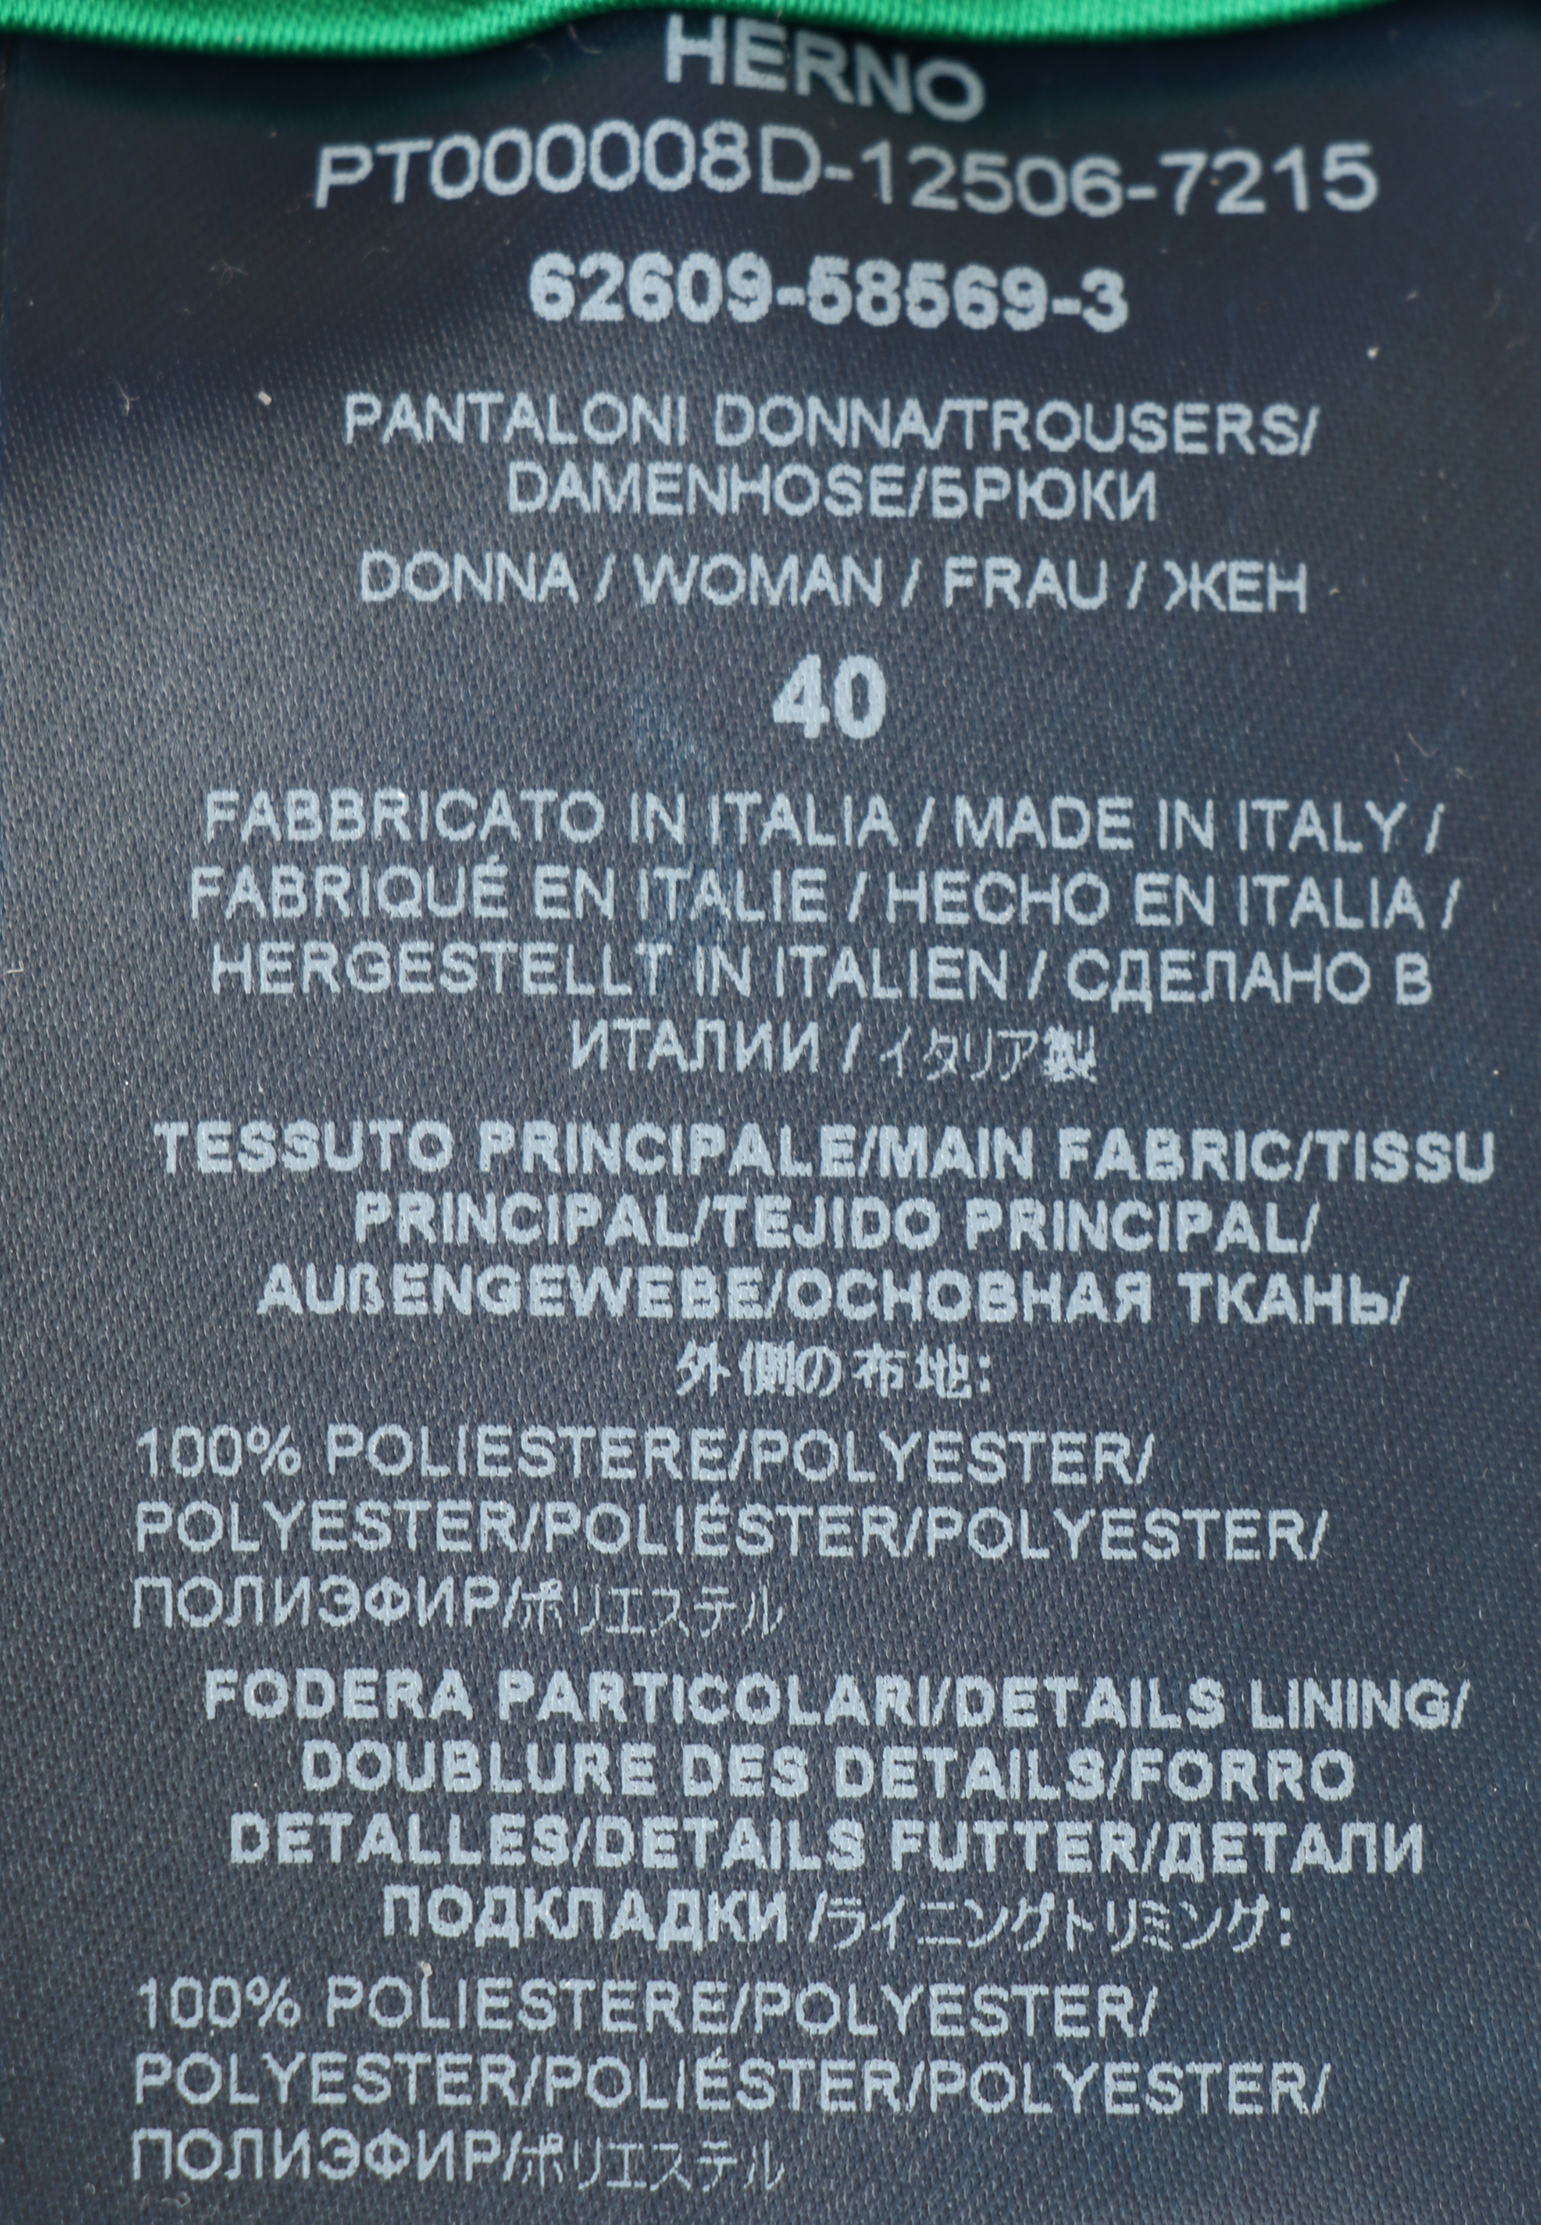 HERNO
PT000008D-12506-7215
62609-58569-3
PANTALONI DONNA/TROUSERS/
DAMENHOSE/БРЮКИ
DONNA / WOMAN / FRAU / ЖЕН
40
FABBRICATO IN ITALIA / MADE IN ITALY /
FABRIQUÉ EN ITALIE / HECHO EN ITALIA /
HERGESTELLT IN ITALIEN / СДЕЛАНО В
ИТАЛИИ / イタリア製
TESSUTO PRINCIPALE/MAIN FABRIC/TISSU
PRINCIPAL/TEJIDO PRINCIPAL/
AUßENGEWEBE/ОСНОВНАЯ ТКАНЬ/
外側の布地:
100% POLIESTERE/POLYESTER/
POLYESTER/POLIÉSTER/POLYESTER/
ПОЛИЭФИР/ポリエステル
FODERA PARTICOLARI/DETAILS LINING/
DOUBLURE DES DETAILS/FORRO
DETALLES/DETAILS FUTTER/ДЕТАЛИ
ПОДКЛАДКИ /ライニングトリミング:
100% POLIESTERE/POLYESTER/
POLYESTER/POLIÉSTER/POLYESTER/
ПОЛИЭФИР/ポリエステル